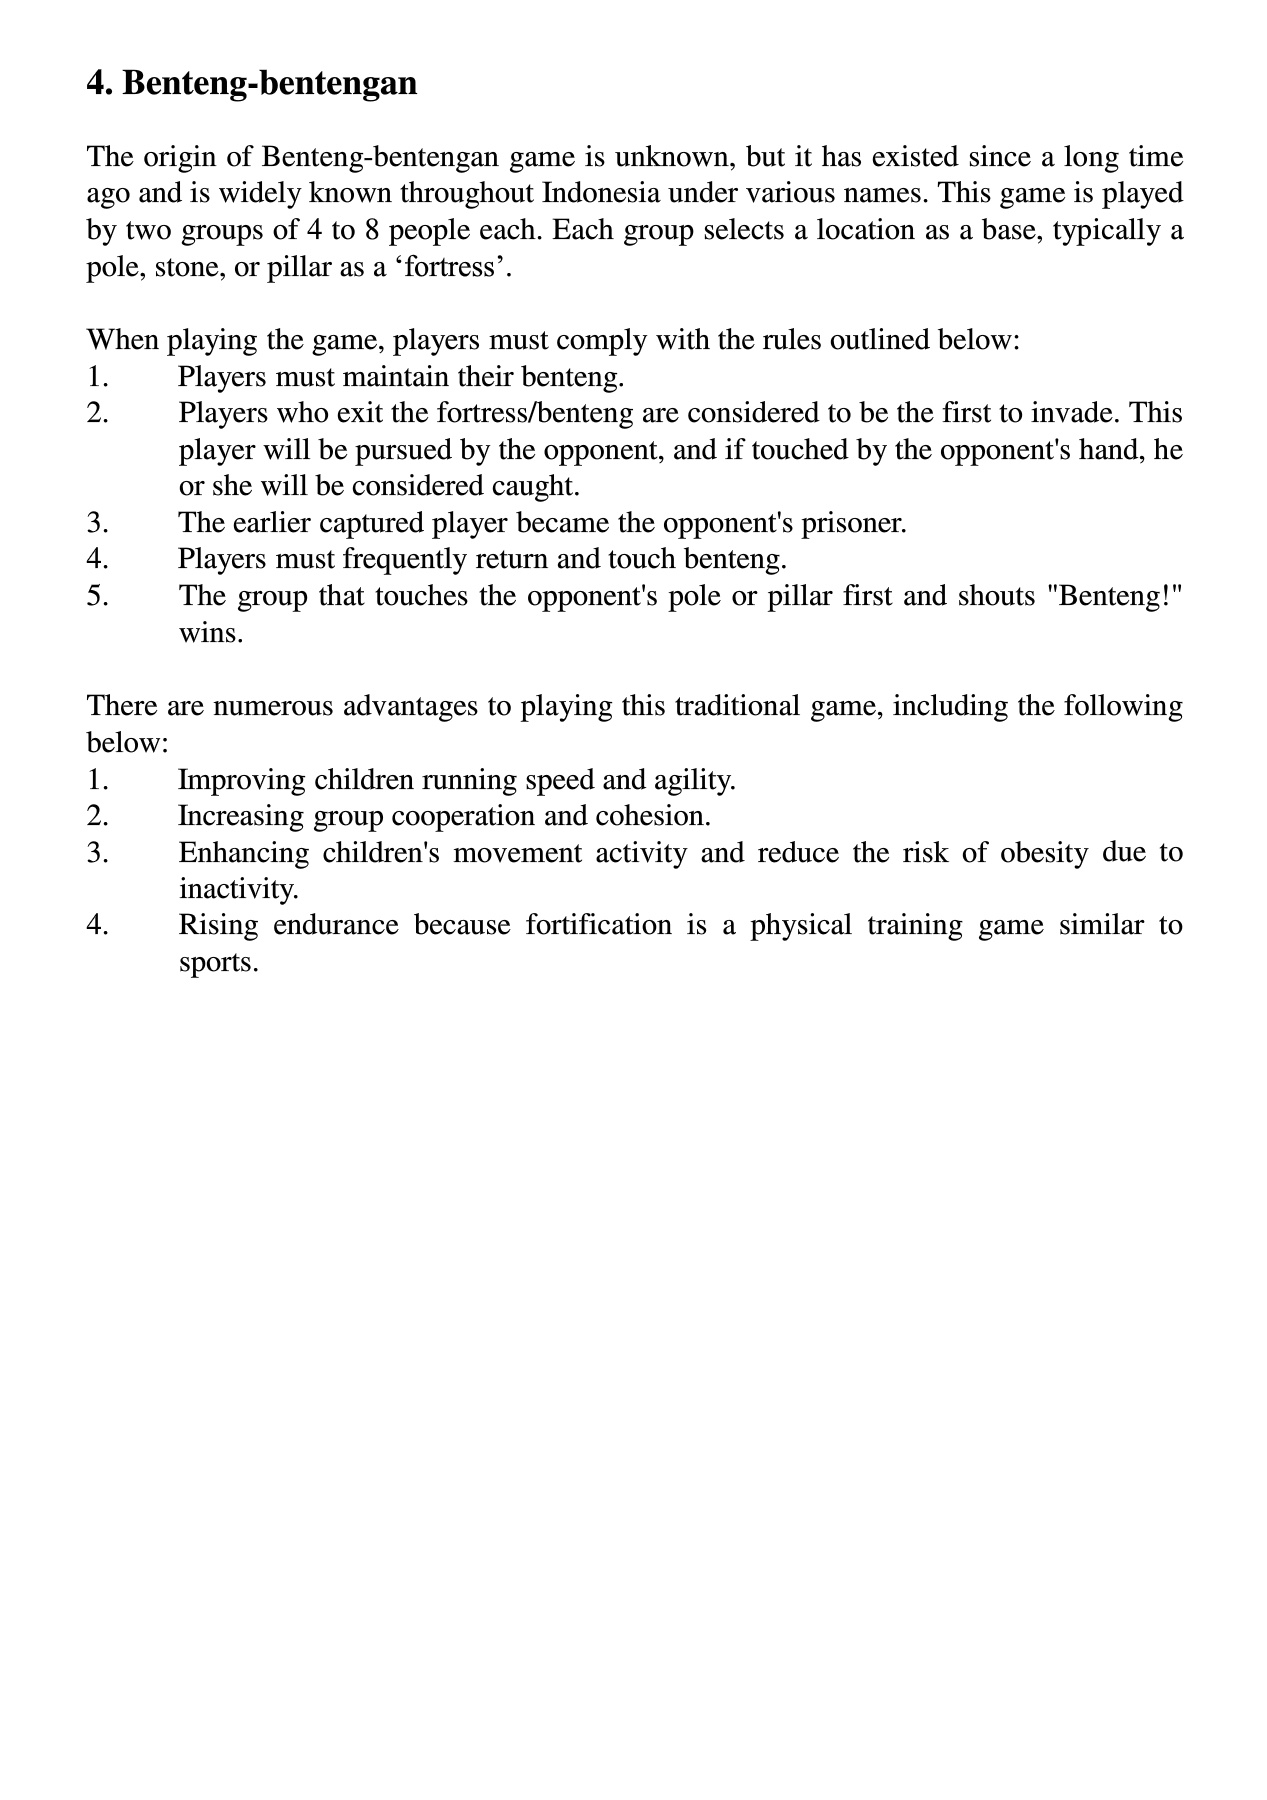 4. Benteng-bentengan
The origin of Benteng-bentengan game is unknown, but it has existed since a long time
ago and is widely known throughout Indonesia under various names. This game is played
by two groups of 4 to 8 people each. Each group selects a location as a base, typically a
pole, stone, or pillar as a ‘fortress’.
When playing the game, players must comply with the rules outlined below:
1. Players must maintain their benteng.
2. Players who exit the fortress/benteng are considered to be the first to invade. This
player will be pursued by the opponent, and if touched by the opponent's hand, he
or she will be considered caught.
3. The earlier captured player became the opponent's prisoner.
4. Players must frequently return and touch benteng.
5. The group that touches the opponent's pole or pillar first and shouts "Benteng!"
wins.
There are numerous advantages to playing this traditional game, including the following
below:
1. Improving children running speed and agility.
2. Increasing group cooperation and cohesion.
3. Enhancing children's movement activity and reduce the risk of obesity due to
inactivity.
4. Rising endurance because fortification is a physical training game similar to
sports.